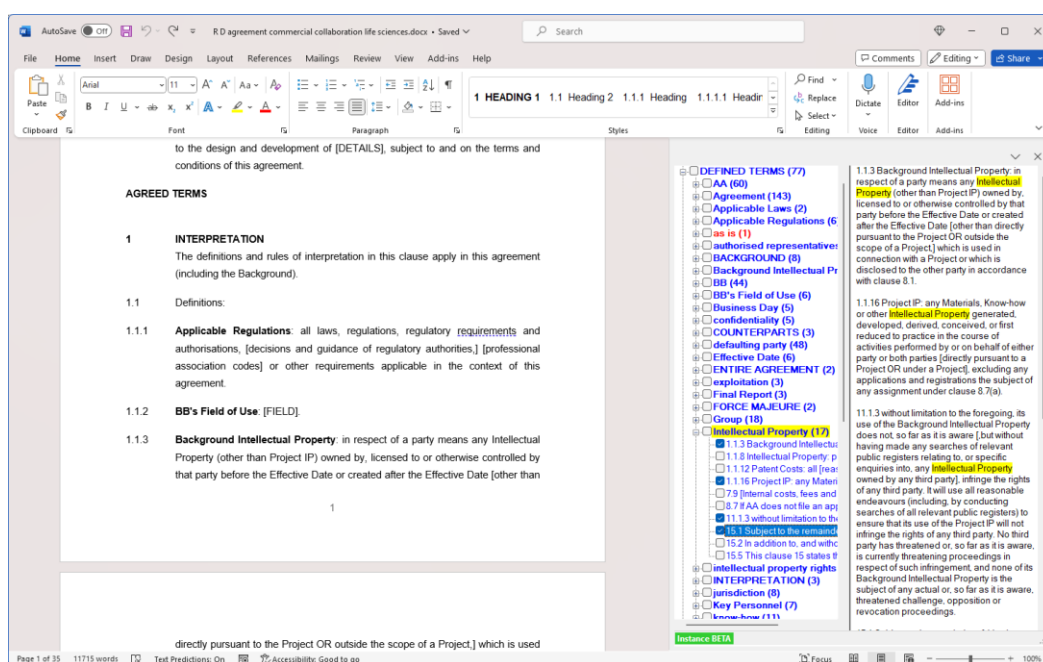 AutoSave Off R D agreement commercial collaboration life sciences.docx • Saved Search
File Home Insert Draw Design Layout References Mailings Review View Add-ins Help Comments Editing Share
Paste
Arial 11 A A Aa A
B I U ab x₂ x² A A
1 HEADING 1 1.1 Heading 2 1.1.1 Heading 1.1.1.1 Headin
Find
Replace
Select
Dictate Editor Add-ins
Clipboard Font Paragraph Styles Editing Voice Editor Add-ins
to the design and development of [DETAILS], subject to and on the terms and
conditions of this agreement.
AGREED TERMS
1 INTERPRETATION
The definitions and rules of interpretation in this clause apply in this agreement
(including the Background).
1.1 Definitions:
1.1.1 Applicable Regulations: all laws, regulations, regulatory requirements and
authorisations, [decisions and guidance of regulatory authorities,] [professional
association codes] or other requirements applicable in the context of this
agreement.
1.1.2 BB's Field of Use: [FIELD].
1.1.3 Background Intellectual Property: in respect of a party means any Intellectual
Property (other than Project IP) owned by, licensed to or otherwise controlled by
that party before the Effective Date or created after the Effective Date [other than
1
directly pursuant to the Project OR outside the scope of a Project,] which is used
DEFINED TERMS (77)
AA (60)
Agreement (143)
Applicable Laws (2)
Applicable Regulations (6
as is (1)
authorised representatives
BACKGROUND (8)
Background Intellectual Pr
BB (44)
BB's Field of Use (6)
Business Day (5)
confidentiality (5)
COUNTERPARTS (3)
defaulting party (48)
Effective Date (6)
ENTIRE AGREEMENT (2)
exploitation (3)
Final Report (3)
FORCE MAJEURE (2)
Group (18)
Intellectual Property (17)
1.1.3 Background Intellectua
1.1.8 Intellectual Property: p
1.1.12 Patent Costs: all [reas
1.1.16 Project IP: any Materi
7.9 [Internal costs, fees and
8.7 If AA does not file an app
11.1.3 without limitation to the
15.1 Subject to the remainde
15.2 In addition to, and witho
15.5 This clause 15 states th
intellectual property rights
INTERPRETATION (3)
jurisdiction (8)
Key Personnel (7)
know-how (11)
Instance BETA
1.1.3 Background Intellectual Property: in
respect of a party means any Intellectual
Property (other than Project IP) owned by,
licensed to or otherwise controlled by that
party before the Effective Date or created
after the Effective Date [other than directly
pursuant to the Project OR outside the
scope of a Project,] which is used in
connection with a Project or which is
disclosed to the other party in accordance
with clause 8.1.
1.1.16 Project IP: any Materials, Know-how
or other Intellectual Property generated,
developed, derived, conceived, or first
reduced to practice in the course of
activities performed by or on behalf of either
party or both parties [directly pursuant to a
Project OR under a Project], excluding any
applications and registrations the subject of
any assignment under clause 8.7(a).
11.1.3 without limitation to the foregoing, its
use of the Background Intellectual Property
does not, so far as it is aware [,but without
having made any searches of relevant
public registers relating to, or specific
enquiries into, any Intellectual Property
owned by any third party], infringe the rights
of any third party. It will use all reasonable
endeavours (including, by conducting
searches of all relevant public registers) to
ensure that its use of the Project IP will not
infringe the rights of any third party. No third
party has threatened or, so far as it is aware,
is currently threatening proceedings in
respect of such infringement, and none of its
Background Intellectual Property is the
subject of any actual or, so far as it is aware,
threatened challenge, opposition or
revocation proceedings.
Page 1 of 35 11715 words Text Predictions: On Accessibility: Good to go Focus 100%